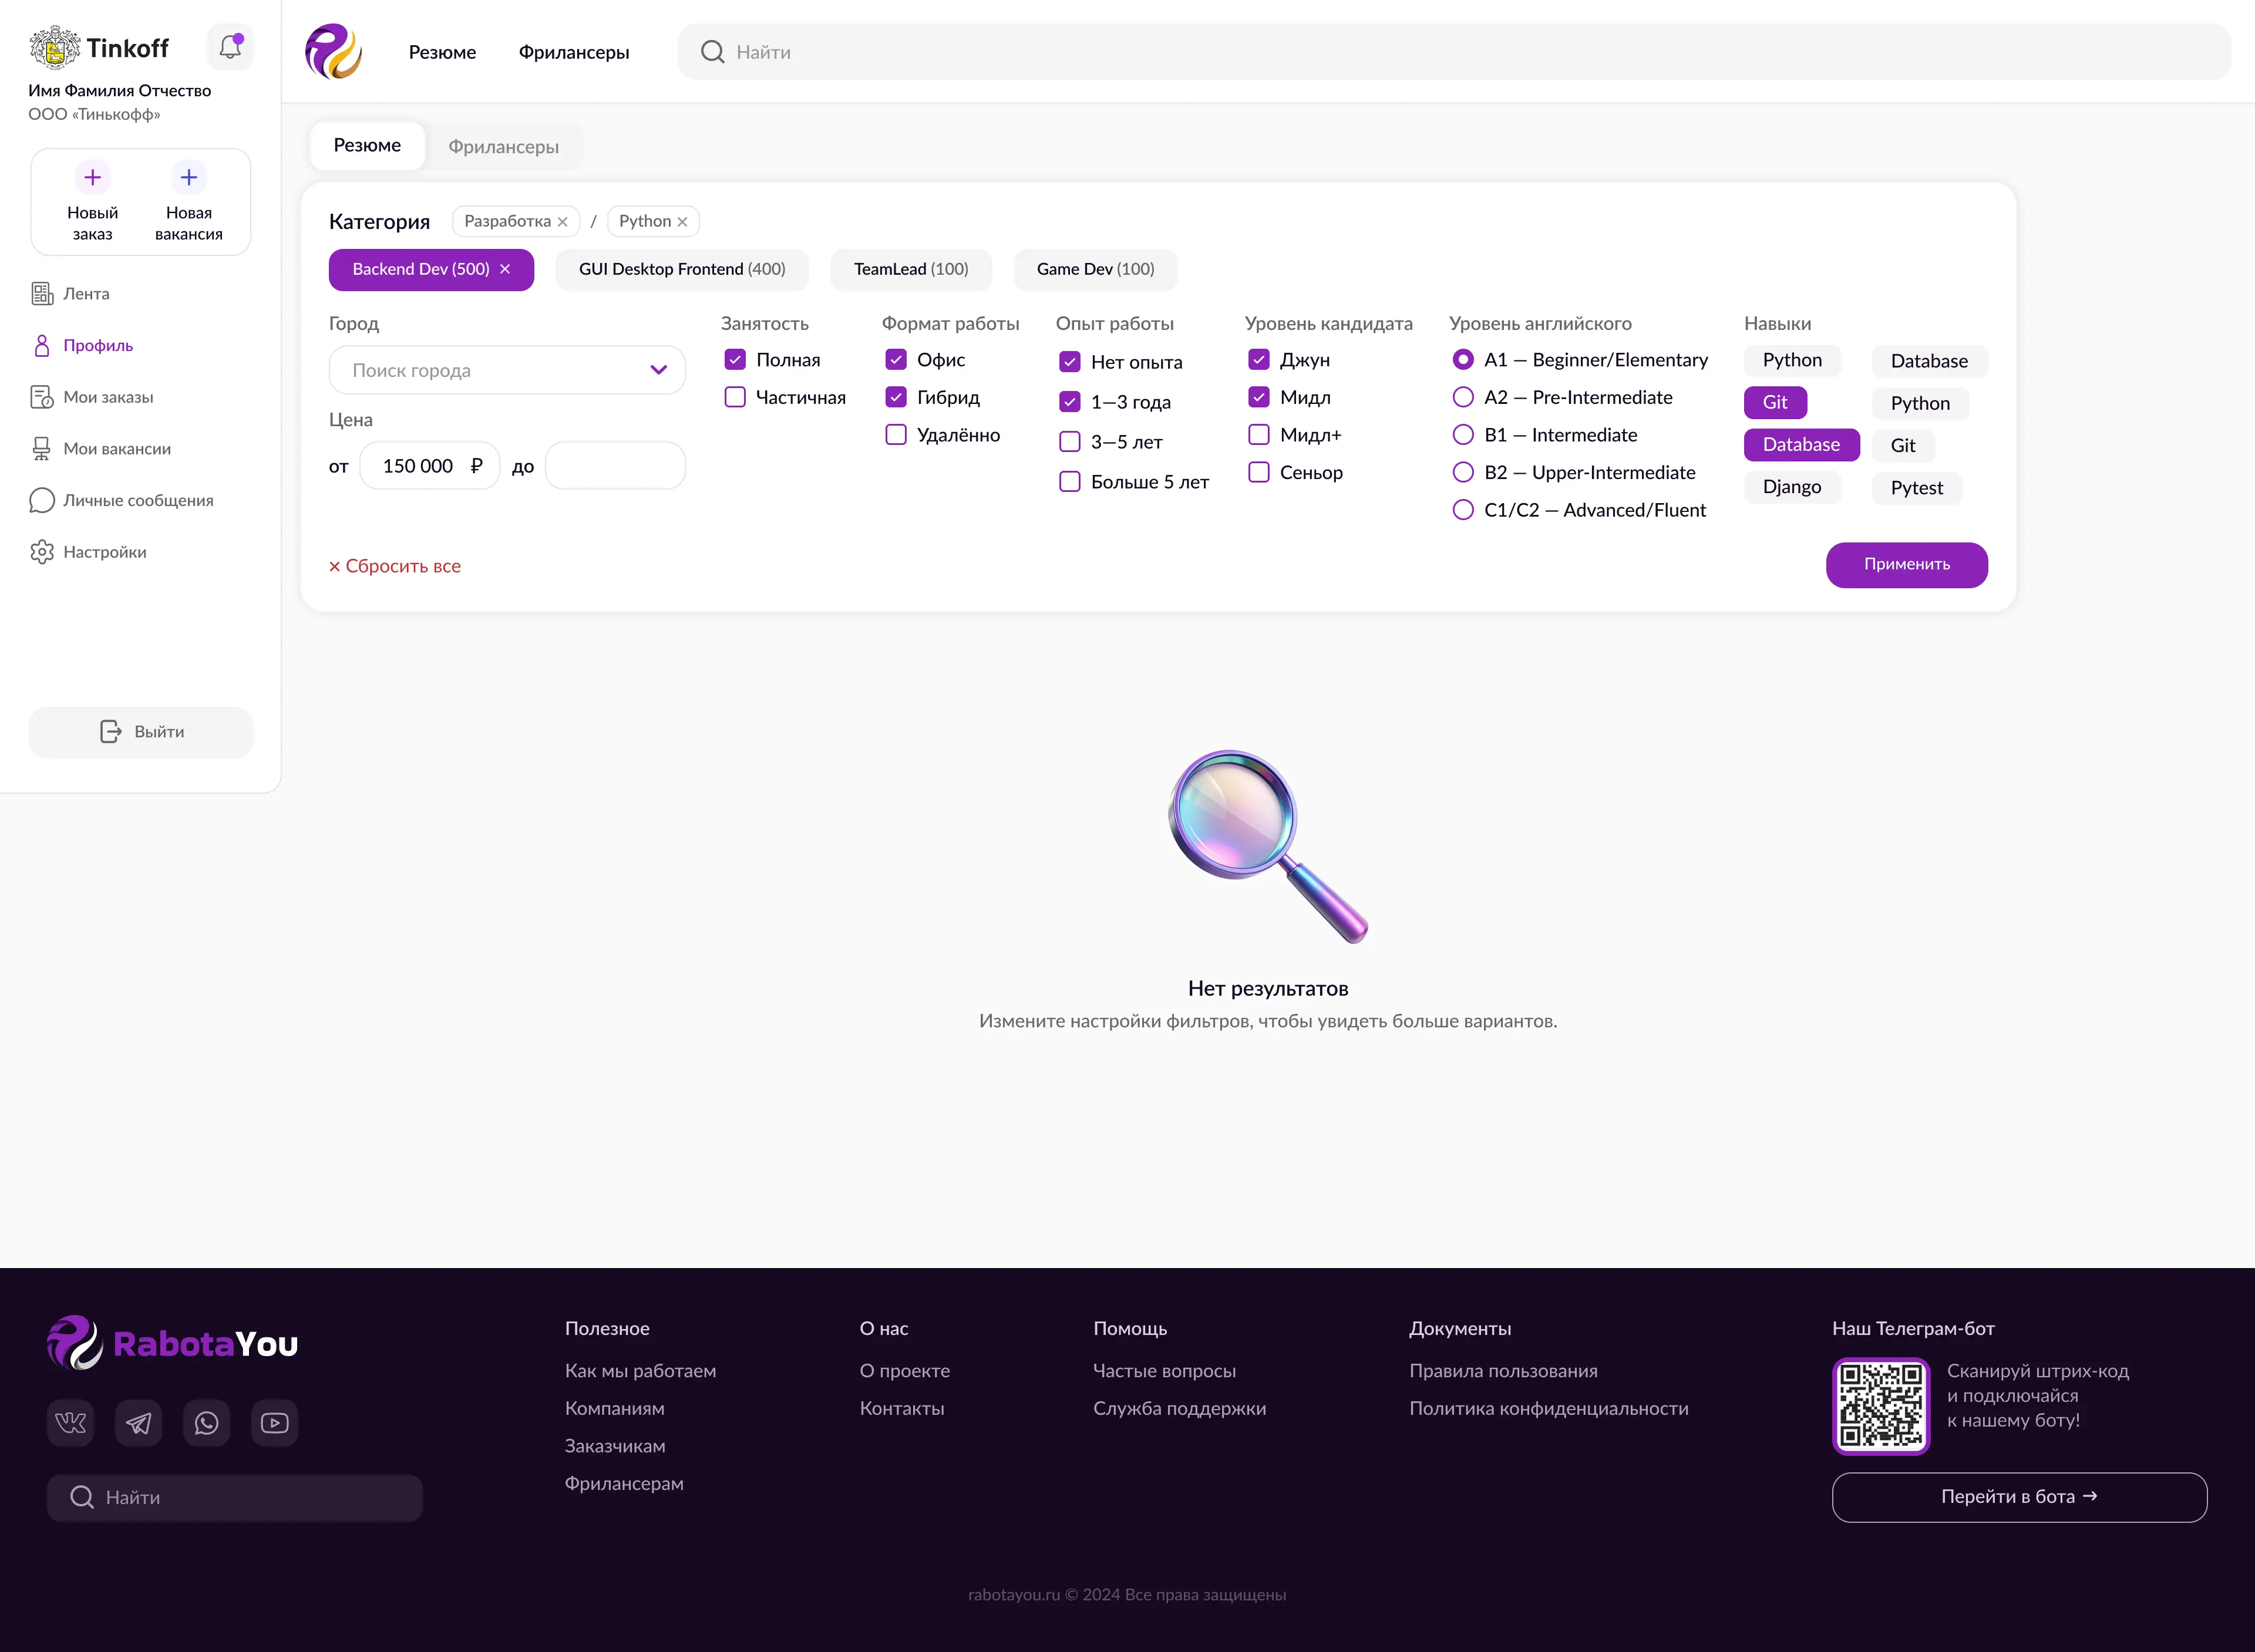 Tinkoff
Имя Фамилия Отчество
ООО «Тинькофф»
Новый
заказ
Новая
вакансия
Лента
Профиль
Мои заказы
Мои вакансии
Личные сообщения
Настройки
Выйти
Резюме
Фрилансеры
Найти
Резюме
Фрилансеры
Категория
Разработка
/
Python
Backend Dev (500)
GUI Desktop Frontend (400)
TeamLead (100)
Game Dev (100)
Город
Поиск города
Цена
от
150 000 ₽
до
Занятость
Полная
Частичная
Формат работы
Офис
Гибрид
Удалённо
Опыт работы
Нет опыта
1—3 года
3—5 лет
Больше 5 лет
Уровень кандидата
Джун
Мидл
Мидл+
Сеньор
Уровень английского
A1 — Beginner/Elementary
A2 — Pre-Intermediate
B1 — Intermediate
B2 — Upper-Intermediate
C1/C2 — Advanced/Fluent
Навыки
Python
Git
Database
Django
Database
Python
Git
Pytest
× Сбросить все
Применить
Нет результатов
Измените настройки фильтров, чтобы увидеть больше вариантов.
RabotaYou
Найти
Полезное
Как мы работаем
Компаниям
Заказчикам
Фрилансерам
О нас
О проекте
Контакты
Помощь
Частые вопросы
Служба поддержки
Документы
Правила пользования
Политика конфиденциальности
Наш Телеграм-бот
Сканируй штрих-код
и подключайся
к нашему боту!
Перейти в бота →
rabotayou.ru © 2024 Все права защищены